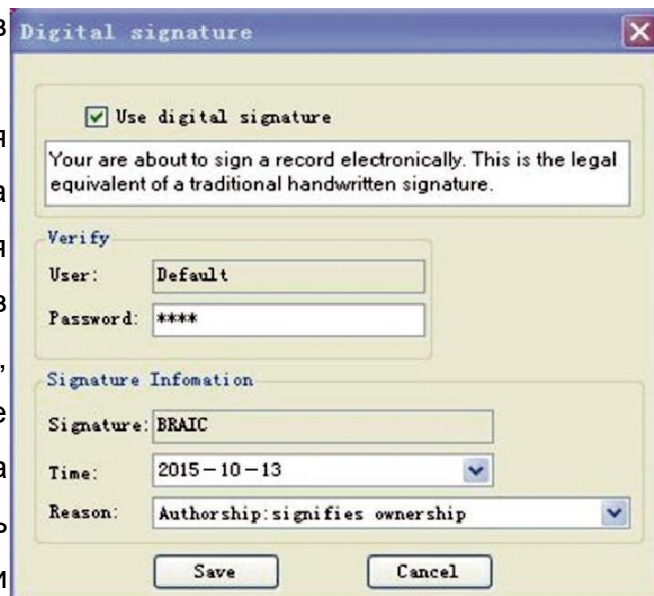 в
Digital signature
я
Use digital signature
а
Your are about to sign a record electronically. This is the legal
equivalent of a traditional handwritten signature.
я
Verify
User: Default
в
Password: ****
,
Signature Infomation
е
Signature: BRAIC
а
Time: 2015-10-13
ь
Reason: Authorship:signifies ownership
и
Save Cancel